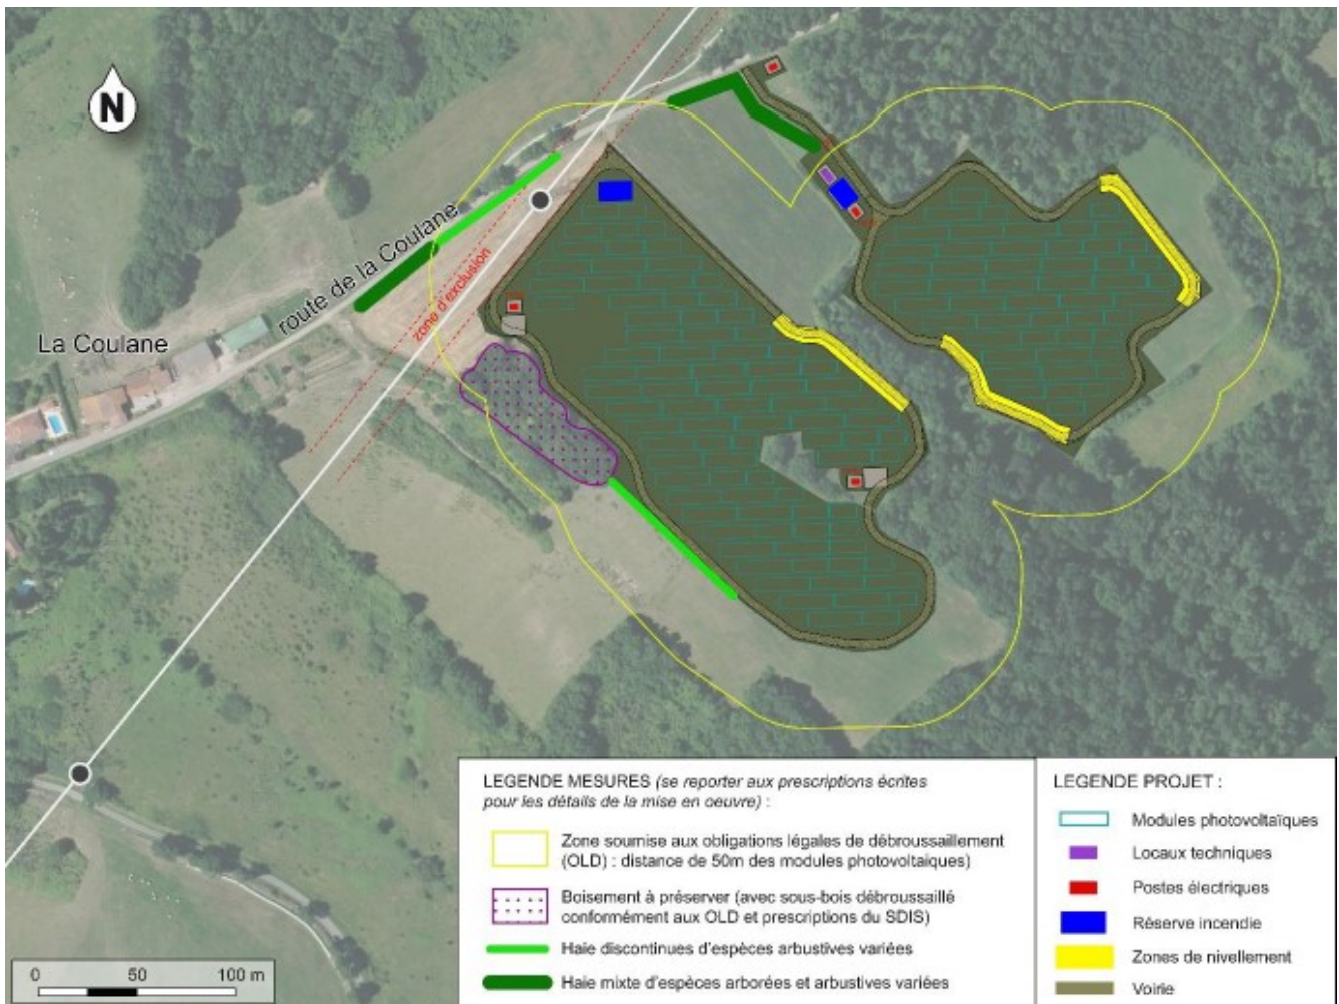 N
route de la Coulane
zone d'exclusion
La Coulane
LEGENDE MESURES (se reporter aux prescriptions écrites
pour les détails de la mise en oeuvre) :
Zone soumise aux obligations légales de débroussaillement
(OLD) : distance de 50m des modules photovoltaiques)
Boisement à préserver (avec sous-bois débroussaillé
conformément aux OLD et prescriptions du SDIS)
Haie discontinues d'espèces arbustives variées
Haie mixte d'espèces arborées et arbustives variées
LEGENDE PROJET :
Modules photovoltaïques
Locaux techniques
Postes électriques
Réserve incendie
Zones de nivellement
Voirie
0 50 100 m